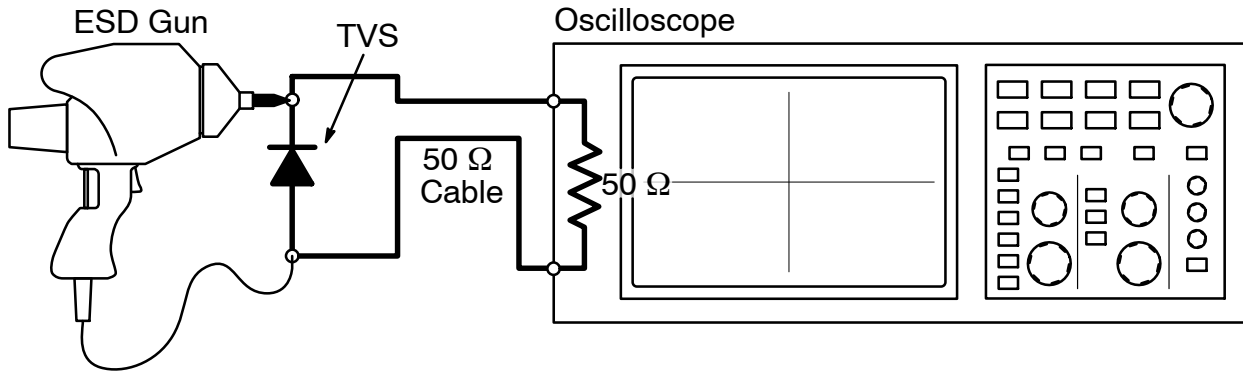 ESD Gun
TVS
Oscilloscope
50 Ω
Cable
50 Ω